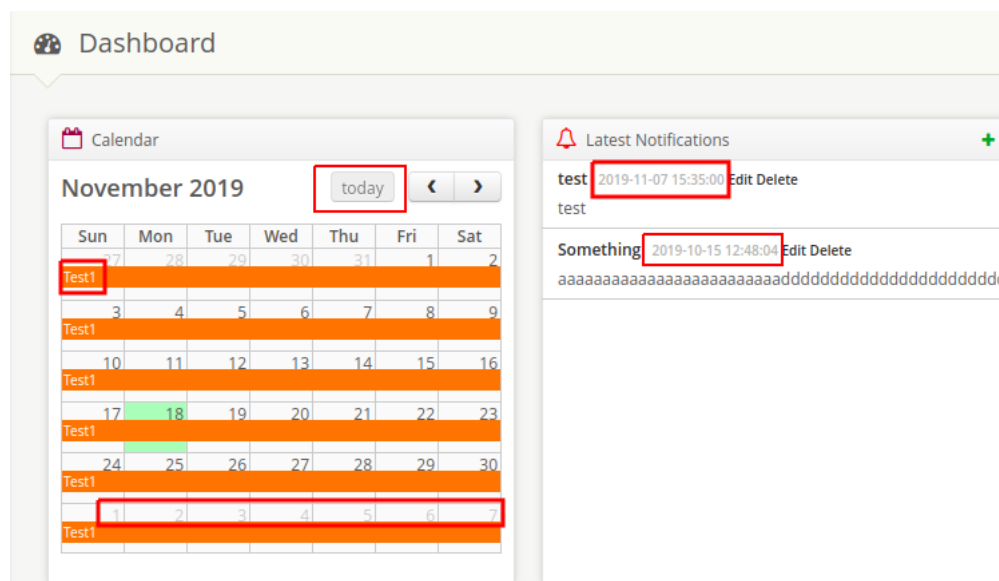 Dashboard
Calendar
November 2019
today
Sun Mon Tue Wed Thu Fri Sat
27 28 29 30 31 1 2
Test1
3 4 5 6 7 8 9
Test1
10 11 12 13 14 15 16
Test1
17 18 19 20 21 22 23
Test1
24 25 26 27 28 29 30
Test1
1 2 3 4 5 6 7
Test1
Latest Notifications
test 2019-11-07 15:35:00 Edit Delete
test
Something 2019-10-15 12:48:04 Edit Delete